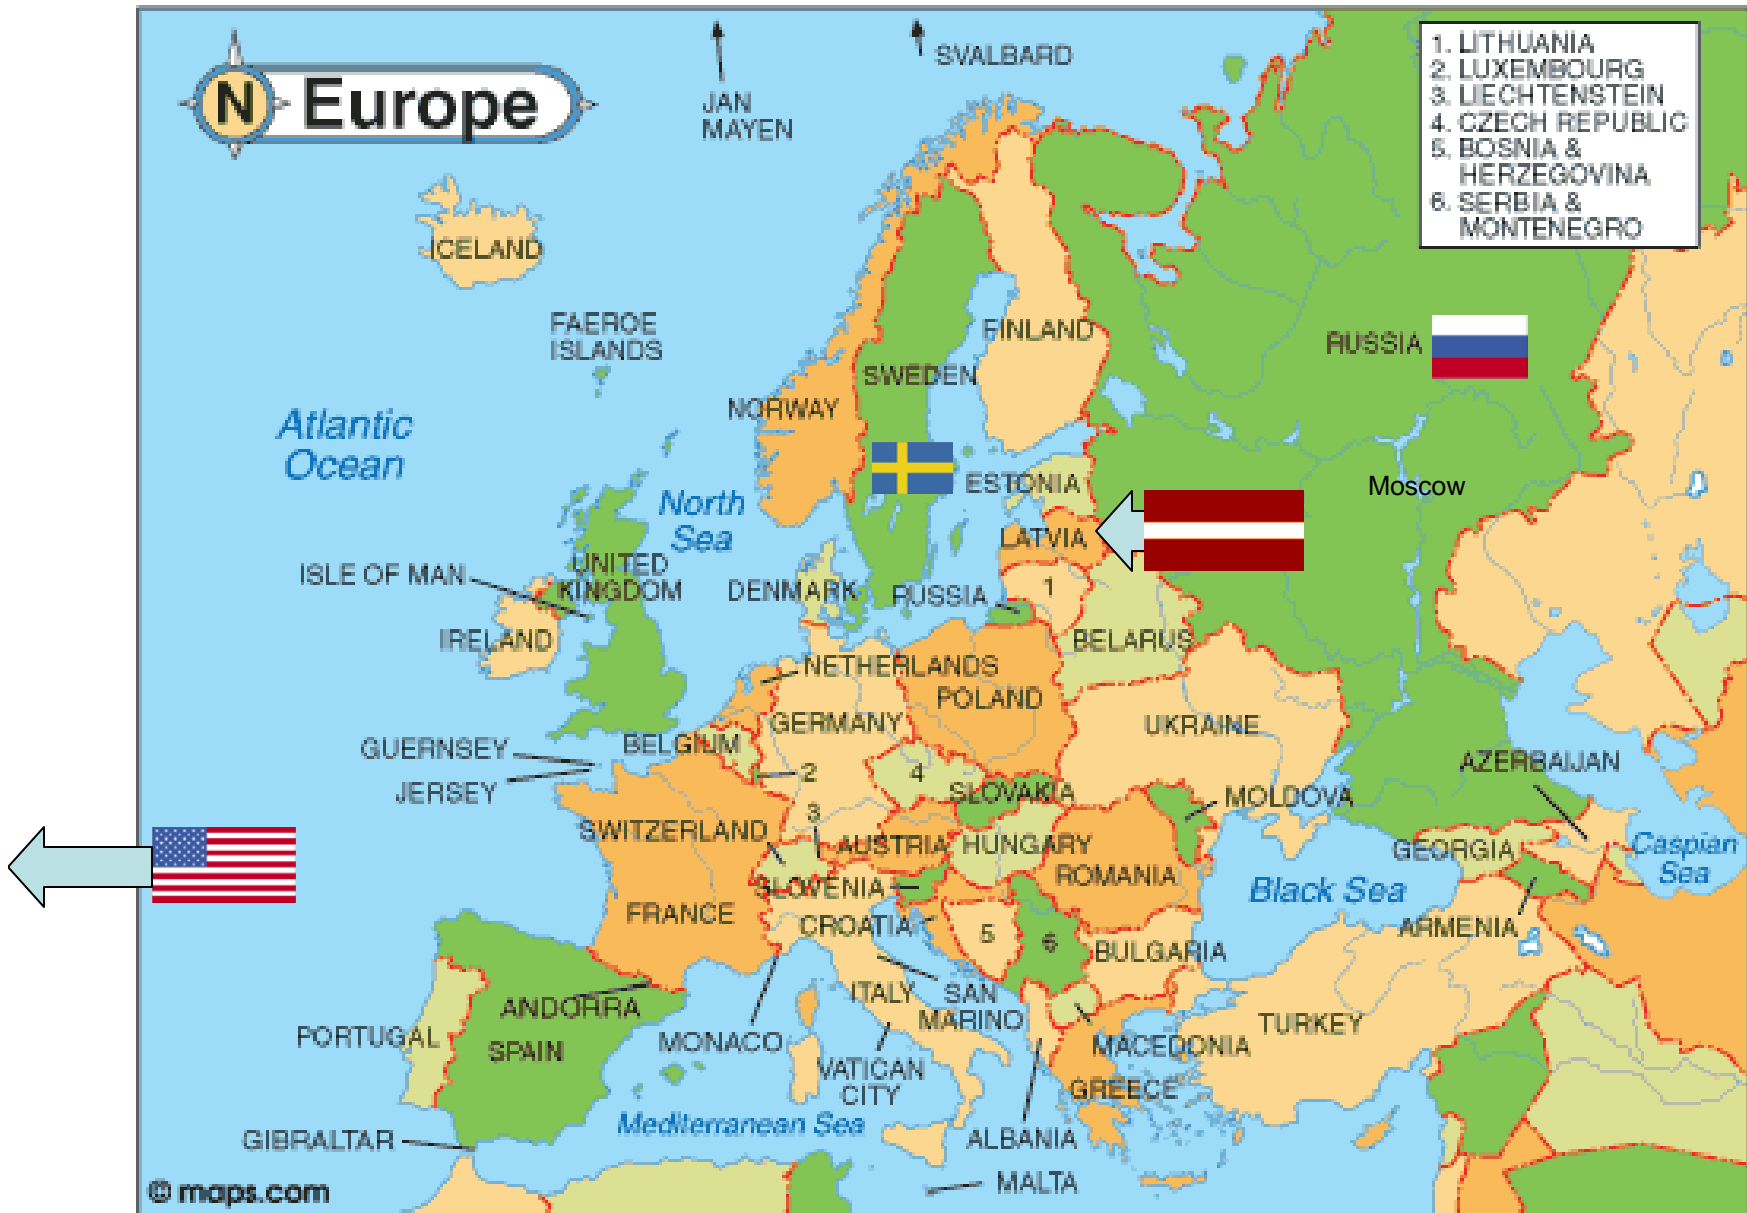 N Europe
SVALBARD
JAN
MAYEN
1. LITHUANIA
2. LUXEMBOURG
3. LIECHTENSTEIN
4. CZECH REPUBLIC
5. BOSNIA &
HERZEGOVINA
6. SERBIA &
MONTENEGRO
ICELAND
FAEROE
ISLANDS
FINLAND
RUSSIA
SWEDEN
NORWAY
Atlantic
Ocean
North
Sea
ESTONIA
Moscow
LATVIA
UNITED
KINGDOM
ISLE OF MAN
DENMARK
RUSSIA
1
IRELAND
BELARUS
NETHERLANDS
POLAND
GERMANY
UKRAINE
BELGIUM
GUERNSEY
JERSEY
2
4
AZERBAIJAN
SLOVAKIA
MOLDOVA
3
SWITZERLAND
AUSTRIA
HUNGARY
GEORGIA
Caspian
Sea
ROMANIA
SLOVENIA
Black Sea
FRANCE
CROATIA
5
6
BULGARIA
ARMENIA
ITALY
SAN
MARINO
ANDORRA
PORTUGAL
SPAIN
MONACO
VATICAN
CITY
TURKEY
MACEDONIA
GREECE
Mediterranean Sea
GIBRALTAR
ALBANIA
MALTA
© maps.com